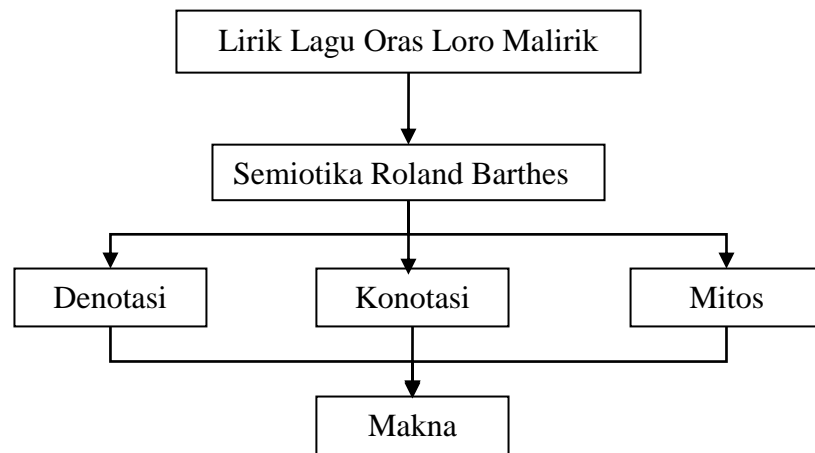 Lirik Lagu Oras Loro Malirik
Semiotika Roland Barthes
Denotasi
Konotasi
Mitos
Makna